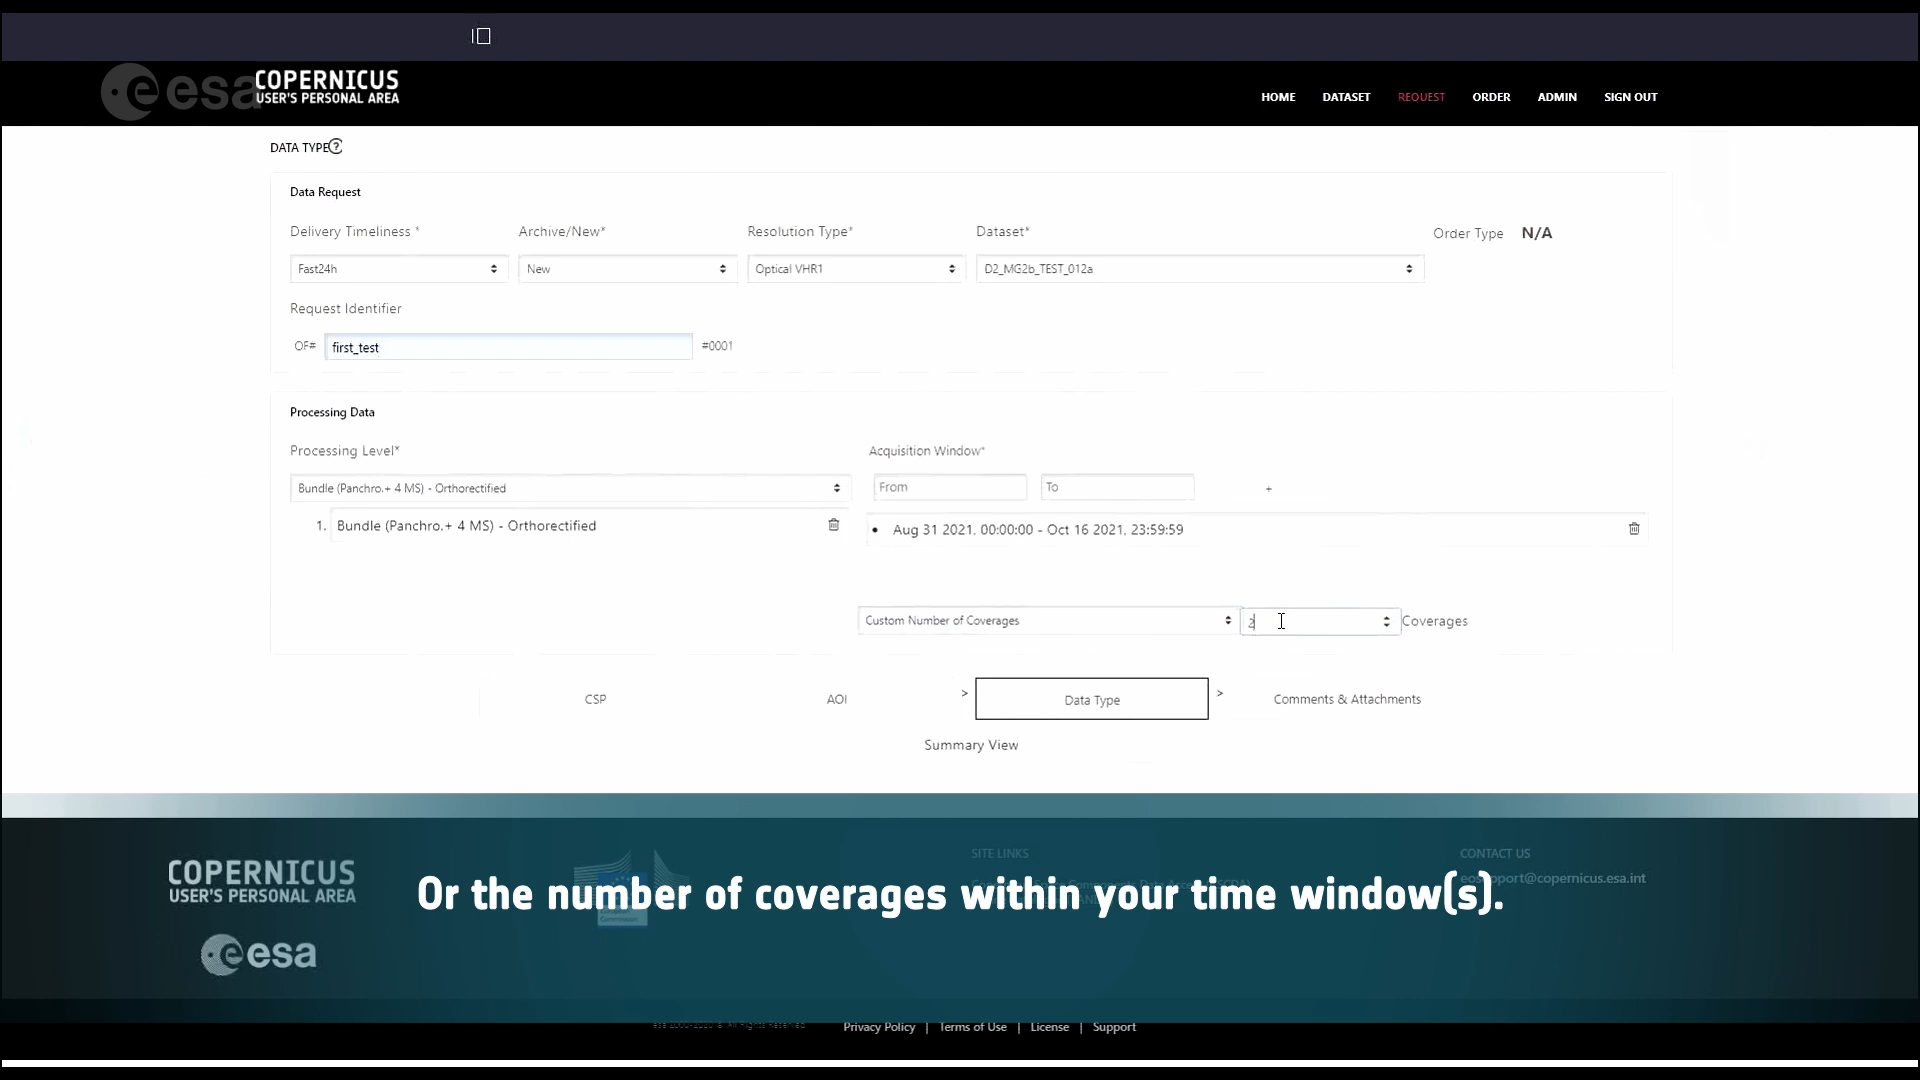 esa
COPERNICUS
USER'S PERSONAL AREA
HOME DATASET REQUEST ORDER ADMIN SIGN OUT
DATA TYPE?
Data Request
Delivery Timeliness * Archive/New* Resolution Type* Dataset* Order Type N/A
Fast24h New Optical VHR1 D2_MG2b_TEST_012a
Request Identifier
OF# first_test #0001
Processing Data
Processing Level* Acquisition Window*
Bundle (Panchro.+ 4 MS) - Orthorectified From To +
1. Bundle (Panchro.+ 4 MS) - Orthorectified • Aug 31 2021, 00:00:00 - Oct 16 2021, 23:59:59
Custom Number of Coverages 2 Coverages
CSP AOI > Data Type > Comments & Attachments
Summary View
SITE LINKS CONTACT US
COPERNICUS
USER'S PERSONAL AREA
Or the number of coverages within your time window(s).
eosupport@copernicus.esa.int
esa
Privacy Policy | Terms of Use | License | Support